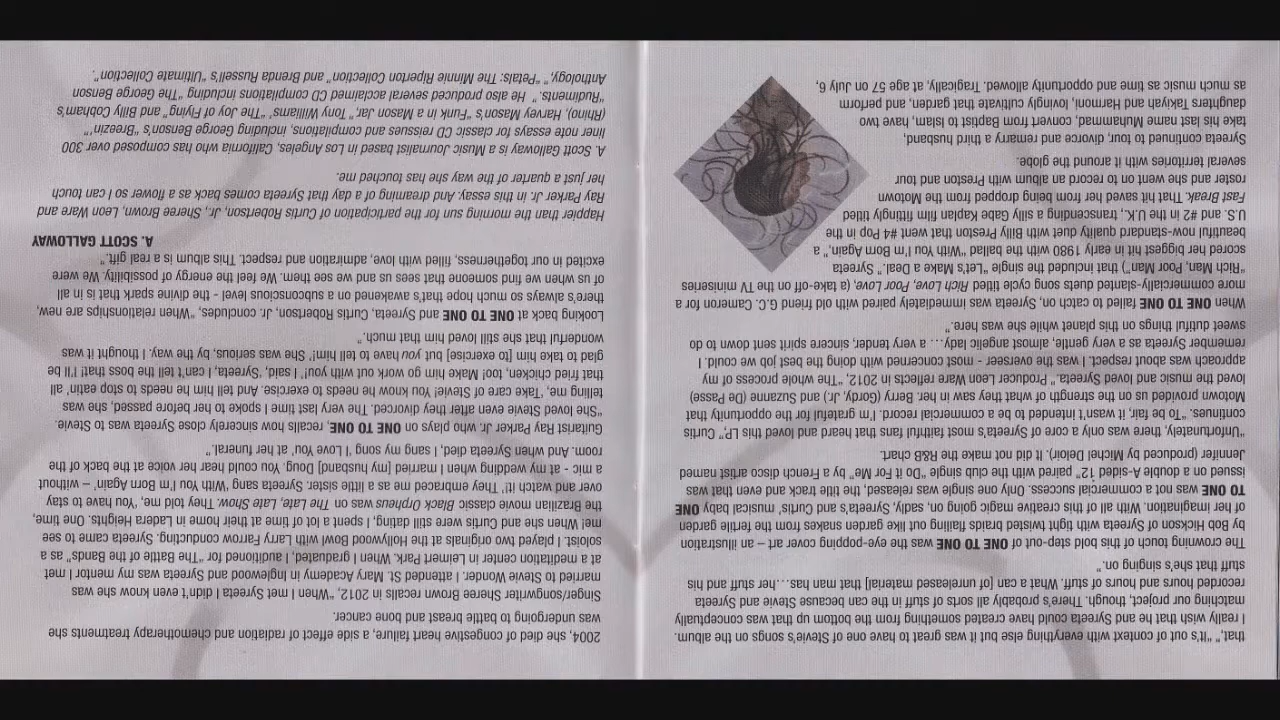 that," "It's out of context with everything else but it was great to have one of Stevie's songs on the album.
I really wish that he and Syreeta could have created something from the bottom up that was conceptually
matching our project, though. There's probably all sorts of stuff in the can because Stevie and Syreeta
recorded hours and hours of stuff. What a can [of unreleased material] that man has...her stuff and his
stuff that she's singing on."
The crowning touch of this bold step-out of ONE TO ONE was the eye-popping cover art – an illustration
by Bob Hickson of Syreeta with tight twisted braids flailing out like garden snakes from the fertile garden
of her imagination. With all of this creative magic going on, sadly, Syreeta's and Curtis' musical baby ONE
TO ONE was not a commercial success. Only one single was released, the title track and even that was
issued on a double A-sided 12" paired with the club single "Do it For Me" by a French disco artist named
Jennifer (produced by Michel Deloir). It did not make the R&B chart.
"Unfortunately, there was only a core of Syreeta's most faithful fans that heard and loved this LP," Curtis
continues. "To be fair, it wasn't intended to be a commercial record. I'm grateful for the opportunity that
Motown provided us on the strength of what they saw in her. Berry (Gordy, Jr) and Suzanne (De Passe)
loved the music and loved Syreeta." Producer Leon Ware reflects in 2012, "The whole process of my
approach was about respect. I was the overseer - most concerned with doing the best job we could. I
remember Syreeta as a very gentle, almost angelic lady... a very tender, sincere spirit sent down to do
sweet dutiful things on this planet while she was here."
When ONE TO ONE failed to catch on, Syreeta was immediately paired with old friend G.C. Cameron for a
more commercially-slanted duets song cycle titled Rich Love, Poor Love, (a take-off on the TV miniseries
"Rich Man, Poor Man") that included the single "Let's Make a Deal." Syreeta
scored her biggest hit in early 1980 with the ballad "With You I'm Born Again," a
beautiful now-standard quality duet with Billy Preston that went #4 Pop in the
U.S. and #2 in the U.K., transcending a silly Gabe Kaplan film fittingly titled
Fast Break. That hit saved her from being dropped from the Motown
roster and she went on to record an album with Preston and tour
several territories with it around the globe.
Syreeta continued to tour, divorce and remarry a third husband,
take his last name Muhammad, convert from Baptist to Islam, have two
daughters Takiyah and Harmoni, lovingly cultivate that garden, and perform
as much music as time and opportunity allowed. Tragically, at age 57 on July 6,
2004, she died of congestive heart failure, a side effect of radiation and chemotherapy treatments she
was undergoing to battle breast and bone cancer.
Singer/songwriter Sheree Brown recalls in 2012, "When I met Syreeta I didn't even know she was
married to Stevie Wonder. I attended St. Mary Academy in Inglewood and Syreeta was my mentor I met
at a meditation center in Leimert Park. When I graduated, I auditioned for "The Battle of the Bands" as a
soloist. I played two originals at the Hollywood Bowl with Larry Farrow conducting. Syreeta came to see
me! When she and Curtis were still dating, I spent a lot of time at their home in Ladera Heights. One time,
the Brazilian movie classic Black Orpheus was on The Late, Late Show. They told me, 'You have to stay
over and watch it!' They embraced me as a little sister. Syreeta sang 'With You I'm Born Again' – without
a mic - at my wedding when I married [my husband] Doug. You could hear her voice at the back of the
room. And when Syreeta died, I sang my song 'I Love You' at her funeral."
Guitarist Ray Parker Jr. who plays on ONE TO ONE, recalls how sincerely close Syreeta was to Stevie.
"She loved Stevie even after they divorced. The very last time I spoke to her before passed, she was
telling me, 'Take care of Steve! You know he needs to exercise. And tell him he needs to stop eatin' all
that fried chicken, too! Make him go work out with you!' I said, 'Syreeta, I can't tell the boss that! I'll be
glad to take him [to exercise] but you have to tell him!' She was serious, by the way. I thought it was
wonderful that she still loved him that much."
Looking back at ONE TO ONE and Syreeta, Curtis Robertson, Jr. concludes, "When relationships are new,
there's always so much hope that's awakened on a subconscious level - the divine spark that is in all
of us when we find someone that sees us and we see them. We feel the energy of possibility. We were
excited in our togetherness, filled with love, admiration and respect. This album is a real gift."
A. SCOTT GALLOWAY
Happier than the morning sun for the participation of Curtis Robertson, Jr., Sheree Brown, Leon Ware and
Ray Parker Jr. in this essay. And dreaming of a day that Syreeta comes back as a flower so I can touch
her just a quarter of the way she has touched me.
A. Scott Galloway is a Music Journalist based in Los Angeles, California who has composed over 300
liner note essays for classic CD reissues and compilations, including George Benson's "Breezin'"
(Rhino), Harvey Mason's "Funk in a Mason Jar," Tony Williams' "The Joy of Flying" and Billy Cobham's
"Rudiments." He also produced several acclaimed CD compilations including "The George Benson
Anthology," "Petals: The Minnie Riperton Collection" and Brenda Russell's "Ultimate Collection".